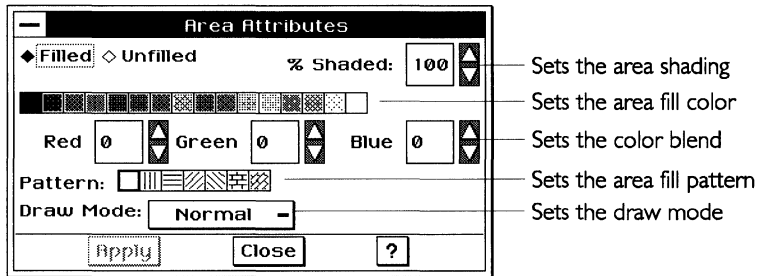 Area Attributes
Filled Unfilled % Shaded: 100
Sets the area shading
Sets the area fill color
Red 0 Green 0 Blue 0
Sets the color blend
Pattern:
Sets the area fill pattern
Draw Mode: Normal
Sets the draw mode
Apply Close ?